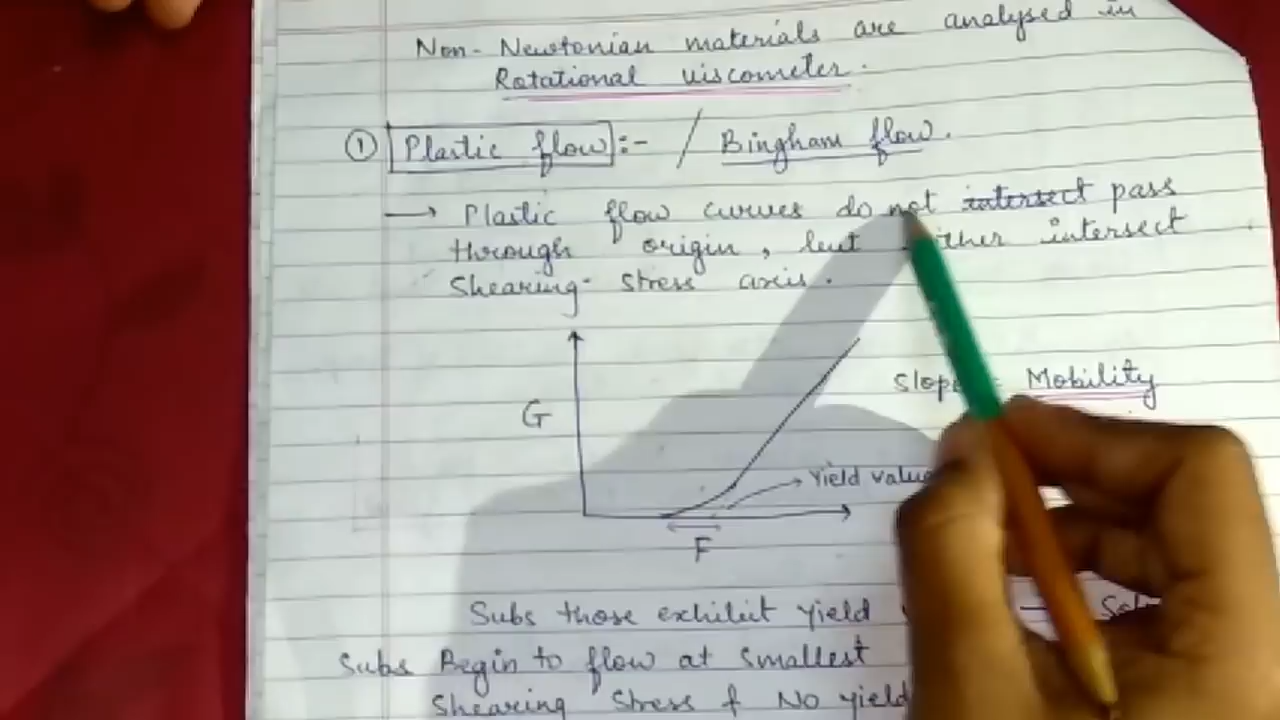 Non-Newtonian materials are analysed in
Rotational viscometer.
① Plastic flow :- / Bingham flow.
→ Plastic flow curves do not intersect pass
through origin, but intersect
Shearing-stress axis.
G
Slope = Mobility
Yield value
F
Subs those exhibit yield
Subs Begin to flow at smallest
Shearing Stress & No yield